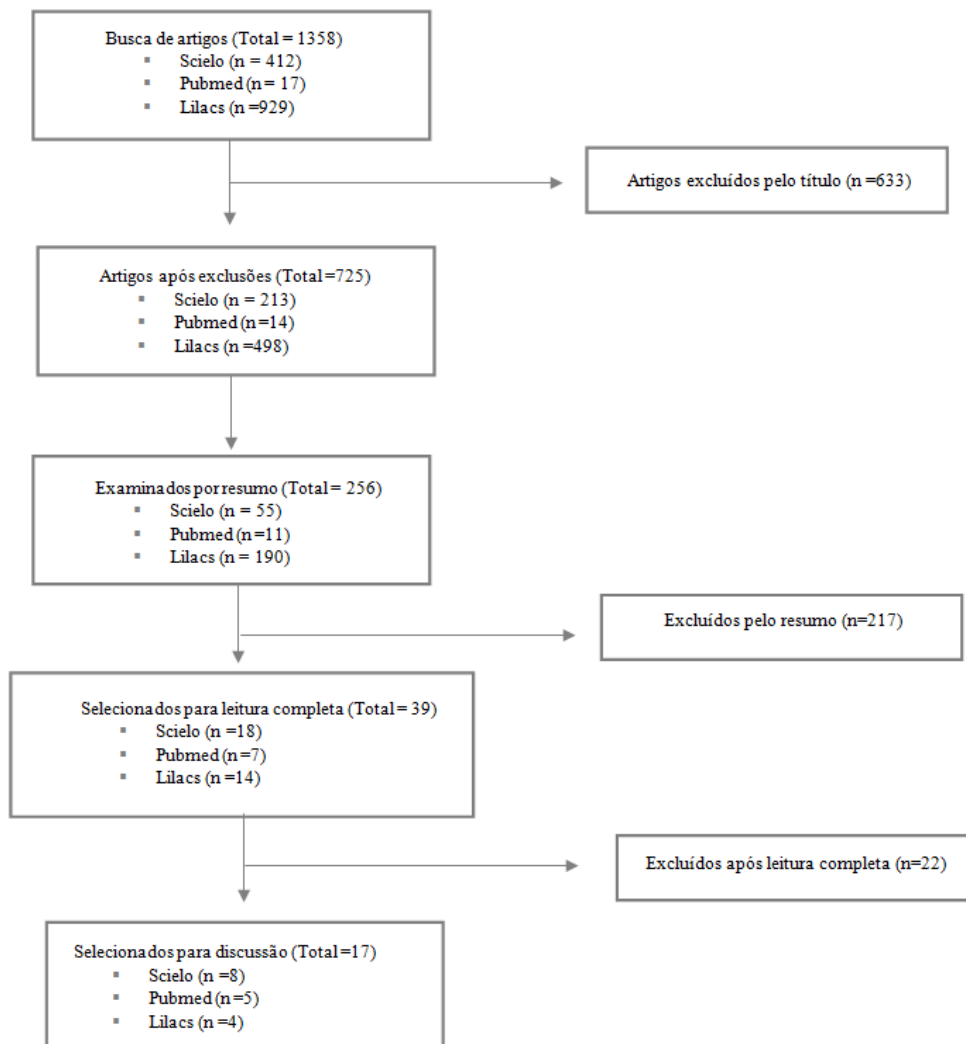 Busca de artigos (Total = 1358)
▪ Scielo (n = 412)
▪ Pubmed (n= 17)
▪ Lilacs (n =929)
Artigos excluídos pelo título (n =633)
Artigos após exclusões (Total =725)
▪ Scielo (n = 213)
▪ Pubmed (n=14)
▪ Lilacs (n =498)
Examinados por resumo (Total = 256)
▪ Scielo (n = 55)
▪ Pubmed (n=11)
▪ Lilacs (n = 190)
Excluídos pelo resumo (n=217)
Selecionados para leitura completa (Total = 39)
▪ Scielo (n =18)
▪ Pubmed (n=7)
▪ Lilacs (n =14)
Excluídos após leitura completa (n=22)
Selecionados para discussão (Total =17)
▪ Scielo (n =8)
▪ Pubmed (n=5)
▪ Lilacs (n =4)